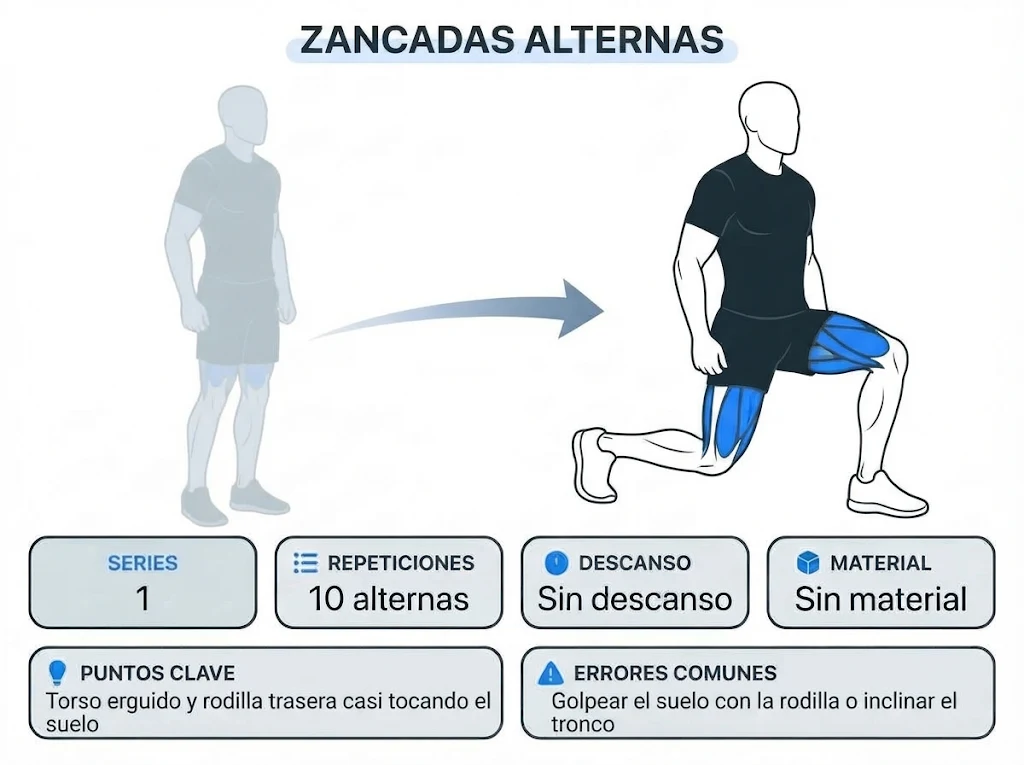 ZANCADAS ALTERNAS
SERIES
1
REPETICIONES
10 alternas
DESCANSO
Sin descanso
MATERIAL
Sin material
PUNTOS CLAVE
Torso erguido y rodilla trasera casi tocando el
suelo
ERRORES COMUNES
Golpear el suelo con la rodilla o inclinar el
tronco